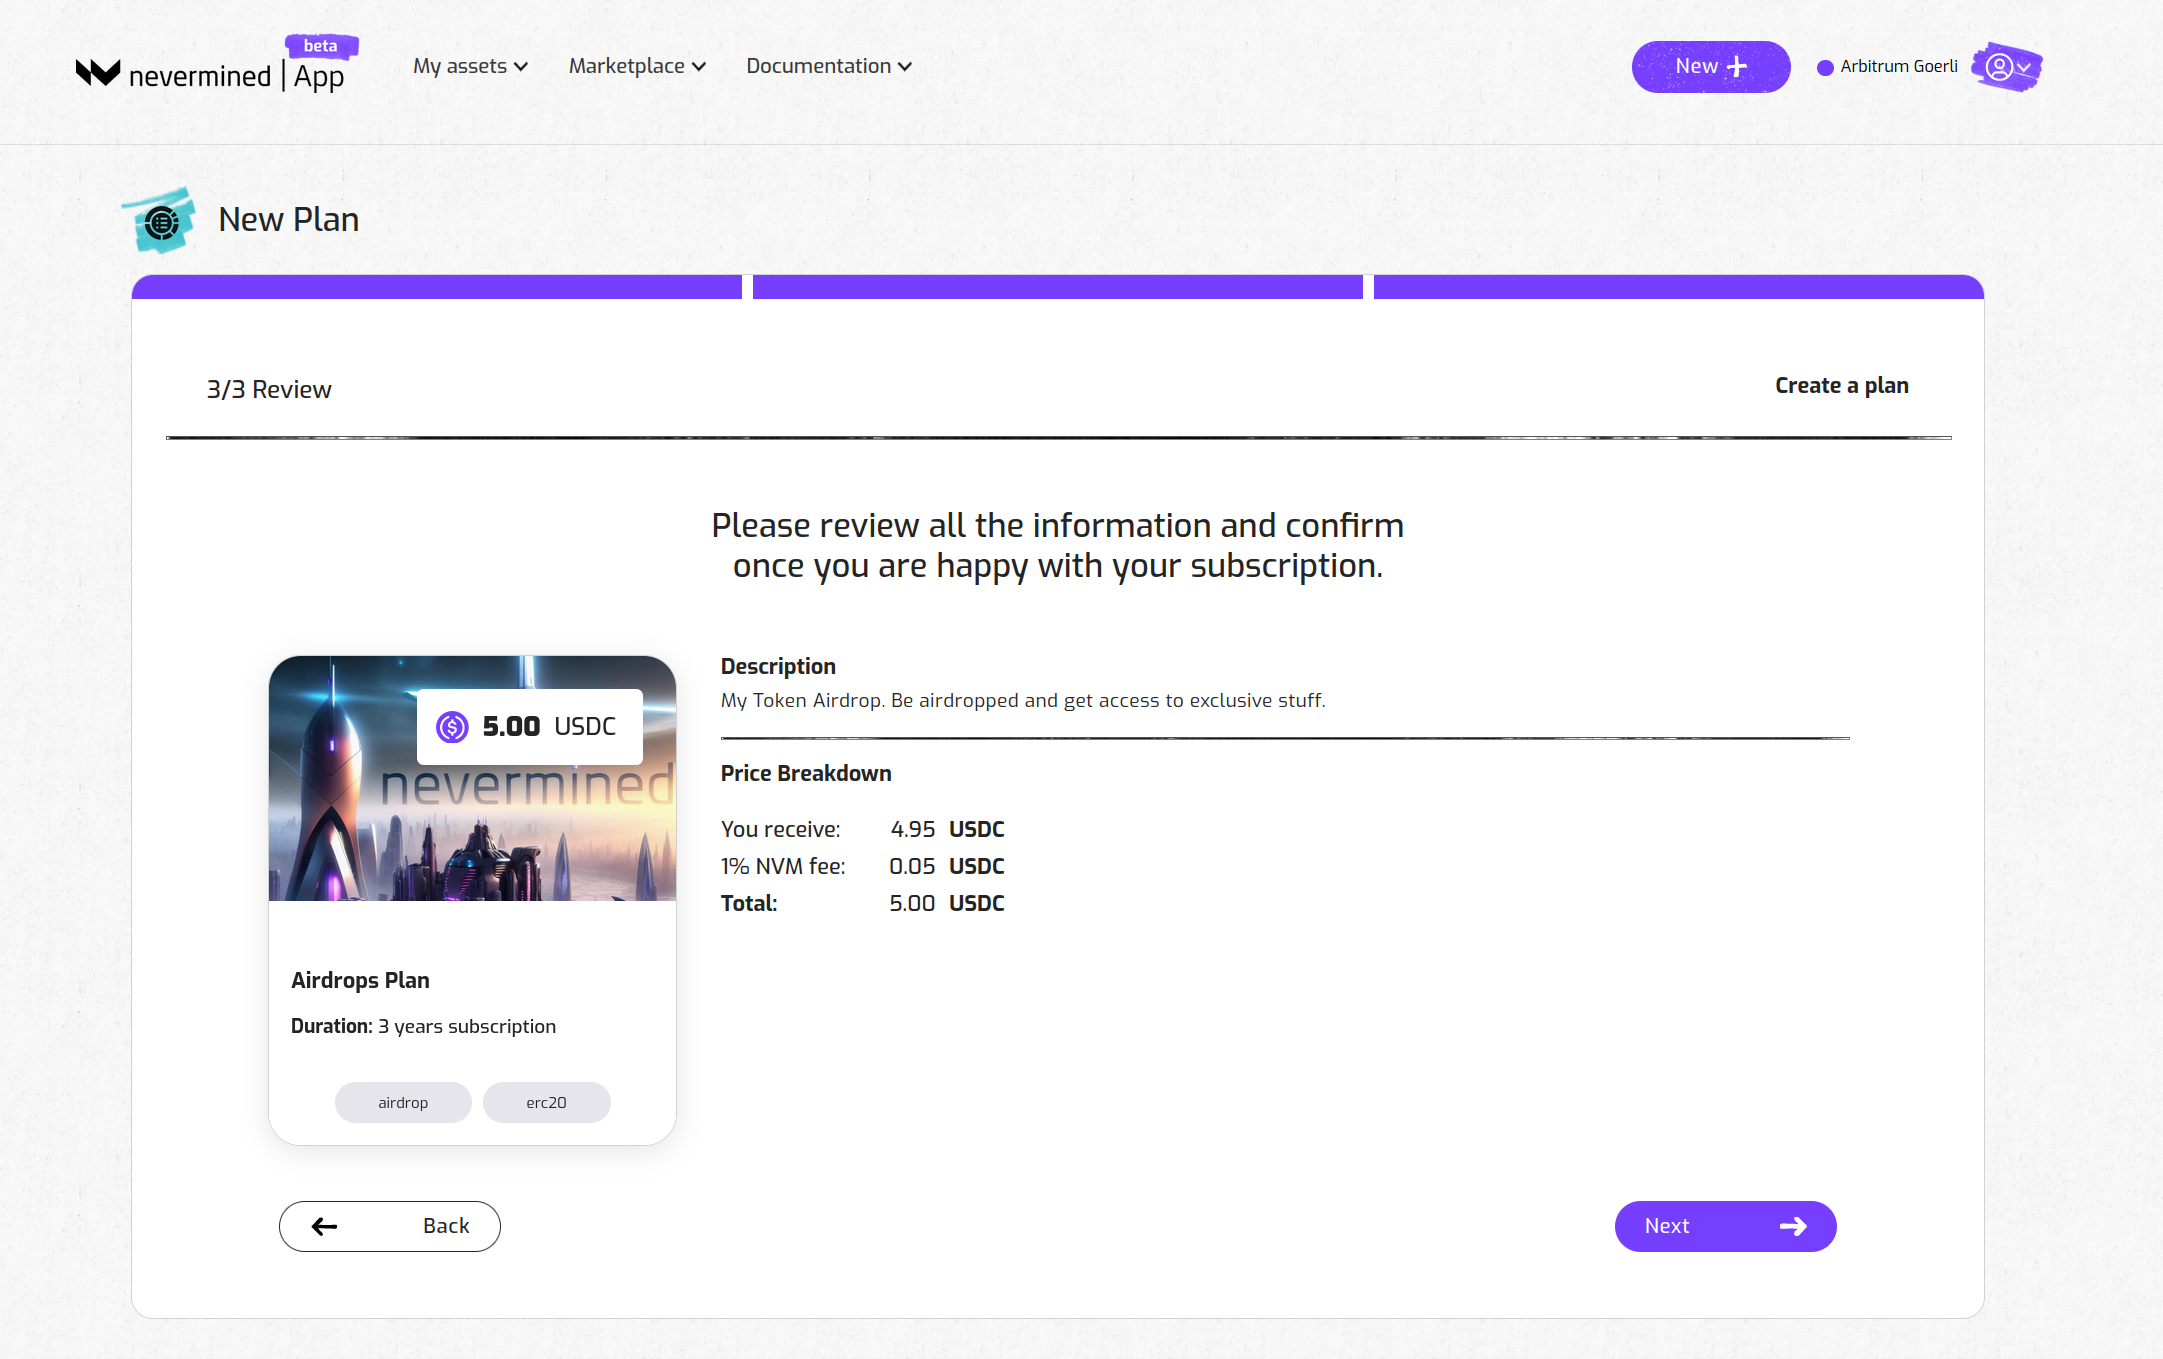 nevermined | App
beta
My assets
Marketplace
Documentation
New
Arbitrum Goerli
New Plan
3/3 Review
Create a plan
Please review all the information and confirm
once you are happy with your subscription.
5.00 USDC
nevermined
Airdrops Plan
Duration: 3 years subscription
airdrop
erc20
Description
My Token Airdrop. Be airdropped and get access to exclusive stuff.
Price Breakdown
You receive: 4.95 USDC
1% NVM fee: 0.05 USDC
Total: 5.00 USDC
Back
Next